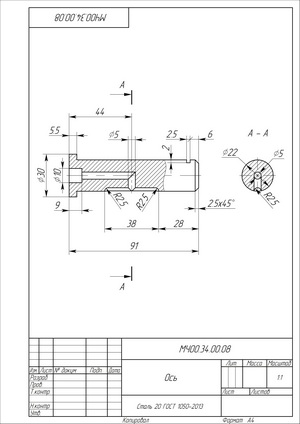 МЧ00.34.00.08
А
44
5.5
⌀5
2.5
6
А - А
2
⌀22
⌀5
⌀30
⌀10
R2.5
9
R2.5
R2.5
2.5x45°
38
28
91
А
МЧ00.34.00.08
Лит.
Масса
Масштаб
Изм.
Лист
№ докум.
Подп.
Дата
Разраб.
Ось
1:1
Пров.
Т.контр.
Лист
Листов
Н.контр.
Сталь 20 ГОСТ 1050-2013
Утв.
Копировал
Формат А4